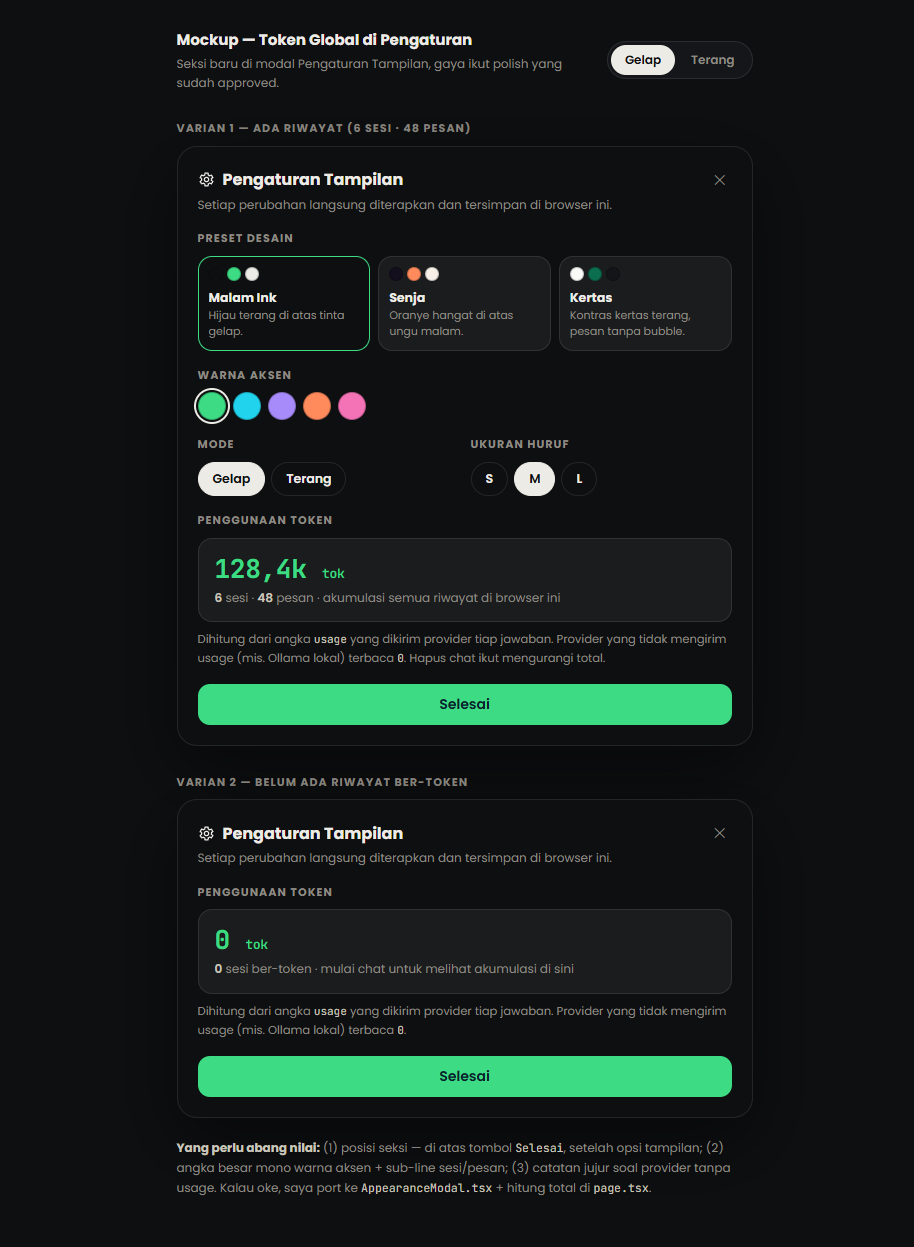 Mockup — Token Global di Pengaturan
Seksi baru di modal Pengaturan Tampilan, gaya ikut polish yang
sudah approved.
Gelap
Terang
VARIAN 1 — ADA RIWAYAT (6 SESI · 48 PESAN)
Pengaturan Tampilan
Setiap perubahan langsung diterapkan dan tersimpan di browser ini.
PRESET DESAIN
Malam Ink
Hijau terang di atas tinta
gelap.
Senja
Oranye hangat di atas
ungu malam.
Kertas
Kontras kertas terang,
pesan tanpa bubble.
WARNA AKSEN
MODE
Gelap
Terang
UKURAN HURUF
S
M
L
PENGGUNAAN TOKEN
128,4k tok
6 sesi · 48 pesan · akumulasi semua riwayat di browser ini
Dihitung dari angka usage yang dikirim provider tiap jawaban. Provider yang tidak mengirim
usage (mis. Ollama lokal) terbaca 0. Hapus chat ikut mengurangi total.
Selesai
VARIAN 2 — BELUM ADA RIWAYAT BER-TOKEN
Pengaturan Tampilan
Setiap perubahan langsung diterapkan dan tersimpan di browser ini.
PENGGUNAAN TOKEN
0 tok
0 sesi ber-token · mulai chat untuk melihat akumulasi di sini
Dihitung dari angka usage yang dikirim provider tiap jawaban. Provider yang tidak mengirim
usage (mis. Ollama lokal) terbaca 0.
Selesai
Yang perlu abang nilai: (1) posisi seksi — di atas tombol Selesai, setelah opsi tampilan; (2)
angka besar mono warna aksen + sub-line sesi/pesan; (3) catatan jujur soal provider tanpa
usage. Kalau oke, saya port ke AppearanceModal.tsx + hitung total di page.tsx.